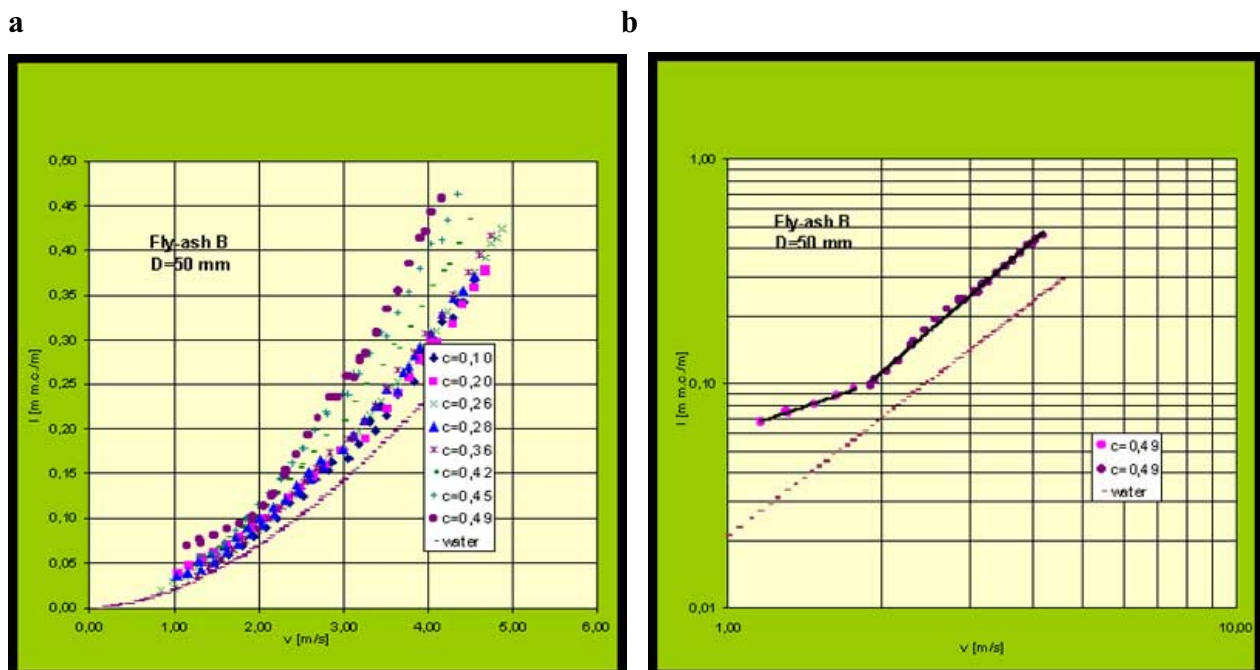 a
b
0,50
0,45
0,40
0,35
0,30
0,25
0,20
0,15
0,10
0,05
0,00
I [m m.c./m]
Fly-ash B
D=50 mm
c=0,10
c=0,20
c=0,26
c=0,28
c=0,36
c=0,42
c=0,45
c=0,49
water
0,00 1,00 2,00 3,00 4,00 5,00 6,00
v [m/s]
1,00
0,10
0,01
I [m m.c./m]
Fly-ash B
D=50 mm
c=0,49
c=0,49
water
1,00 10,00
v [m/s]